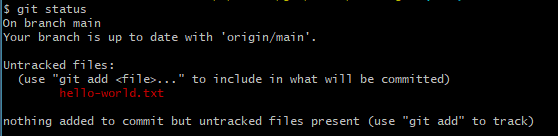 $ git status
On branch main
Your branch is up to date with 'origin/main'.
Untracked files:
(use "git add <file>..." to include in what will be committed)
hello-world.txt
nothing added to commit but untracked files present (use "git add" to track)